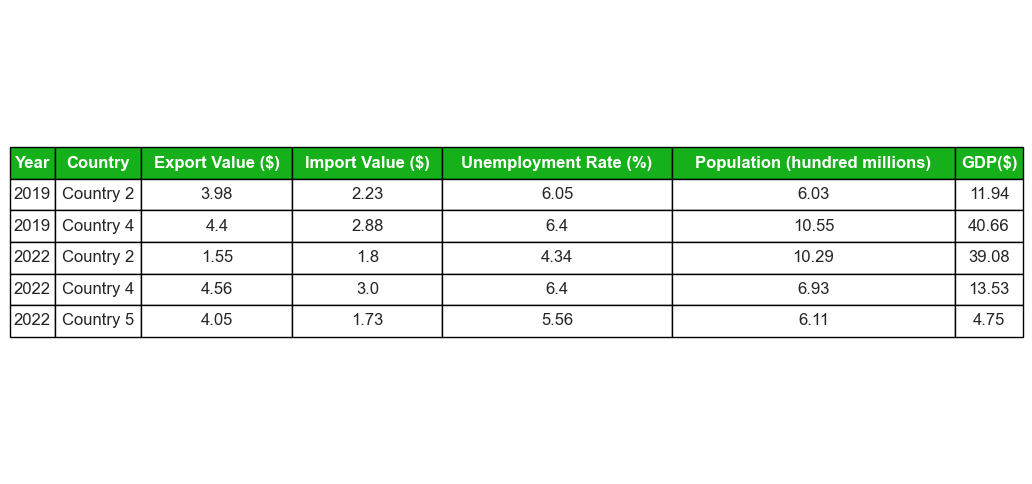 Year Country Export Value ($) Import Value ($) Unemployment Rate (%) Population (hundred millions) GDP($)
2019 Country 2 3.98 2.23 6.05 6.03 11.94
2019 Country 4 4.4 2.88 6.4 10.55 40.66
2022 Country 2 1.55 1.8 4.34 10.29 39.08
2022 Country 4 4.56 3.0 6.4 6.93 13.53
2022 Country 5 4.05 1.73 5.56 6.11 4.75